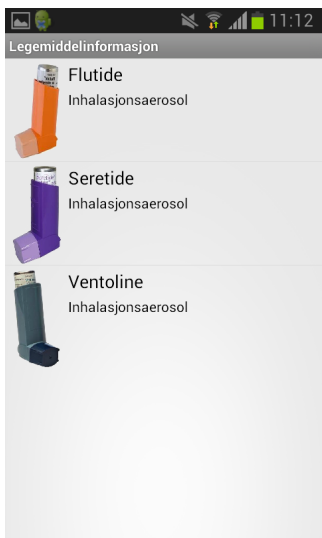 11:12
Legemiddelinformasjon
Flutide
Inhalasjonsaerosol
Seretide
Inhalasjonsaerosol
Ventoline
Inhalasjonsaerosol